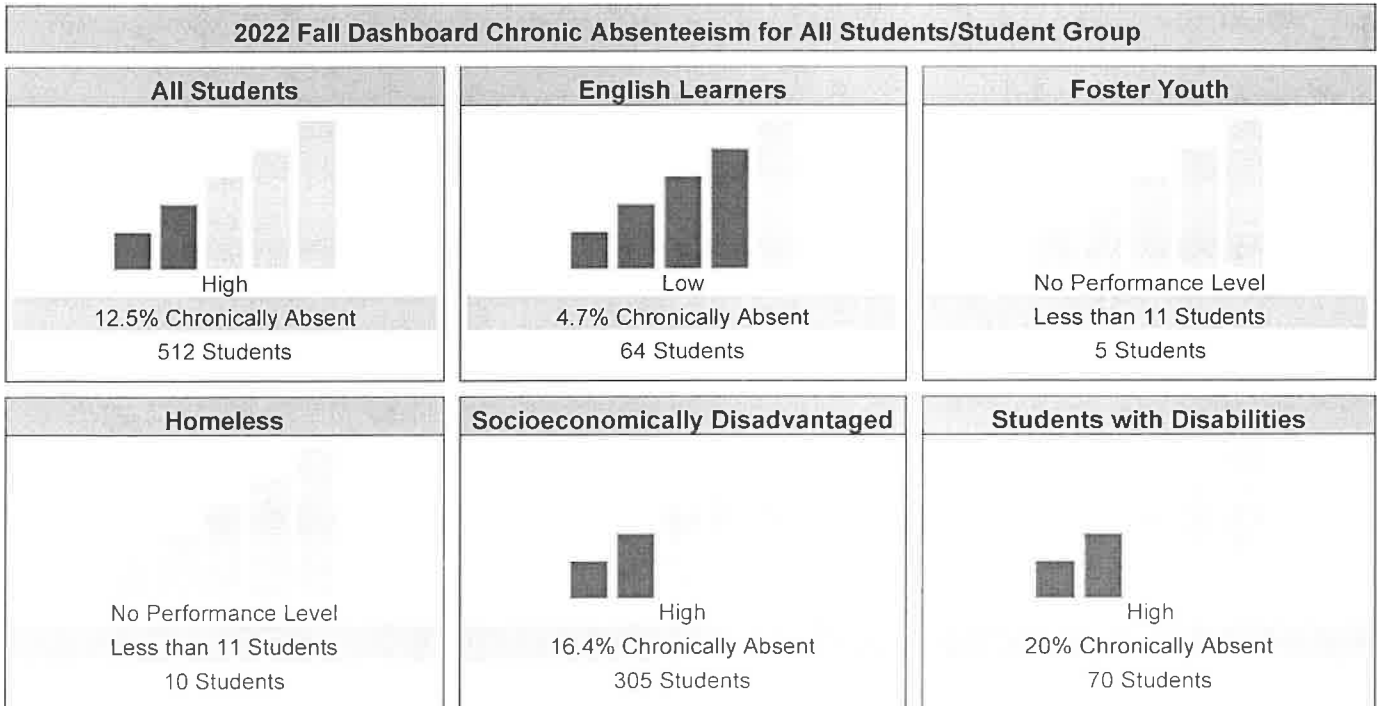 2022 Fall Dashboard Chronic Absenteeism for All Students/Student Group
All Students
High
12.5% Chronically Absent
512 Students
English Learners
Low
4.7% Chronically Absent
64 Students
Foster Youth
No Performance Level
Less than 11 Students
5 Students
Homeless
No Performance Level
Less than 11 Students
10 Students
Socioeconomically Disadvantaged
High
16.4% Chronically Absent
305 Students
Students with Disabilities
High
20% Chronically Absent
70 Students